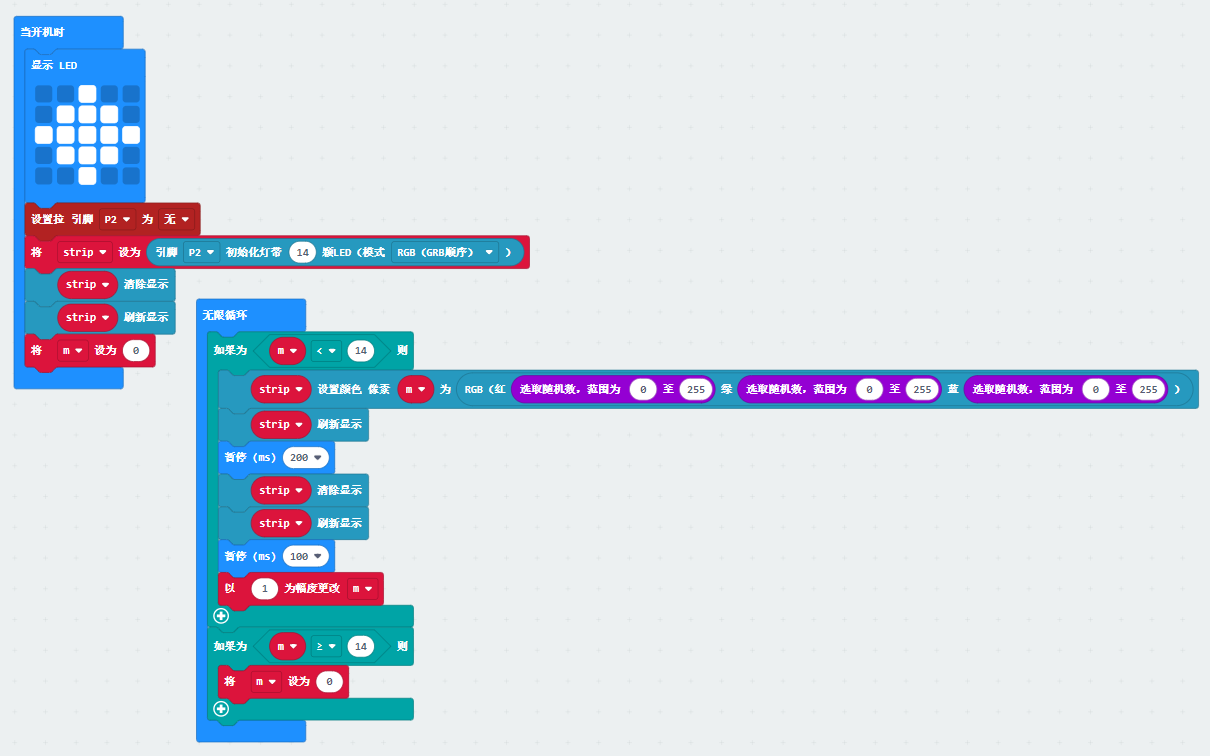 当开机时
显示 LED
设置拉 引脚 P2 为 无
将 strip 设为 引脚 P2 初始化灯带 14 颗LED（模式 RGB（GRB顺序） ）
strip 清除显示
strip 刷新显示
将 m 设为 0
无限循环
如果为 m < 14 则
strip 设置颜色 像素 m 为 RGB（红 选取随机数，范围为 0 至 255 绿 选取随机数，范围为 0 至 255 蓝 选取随机数，范围为 0 至 255 ）
strip 刷新显示
暂停 (ms) 200
strip 清除显示
strip 刷新显示
暂停 (ms) 100
以 1 为幅度更改 m
如果为 m ≥ 14 则
将 m 设为 0